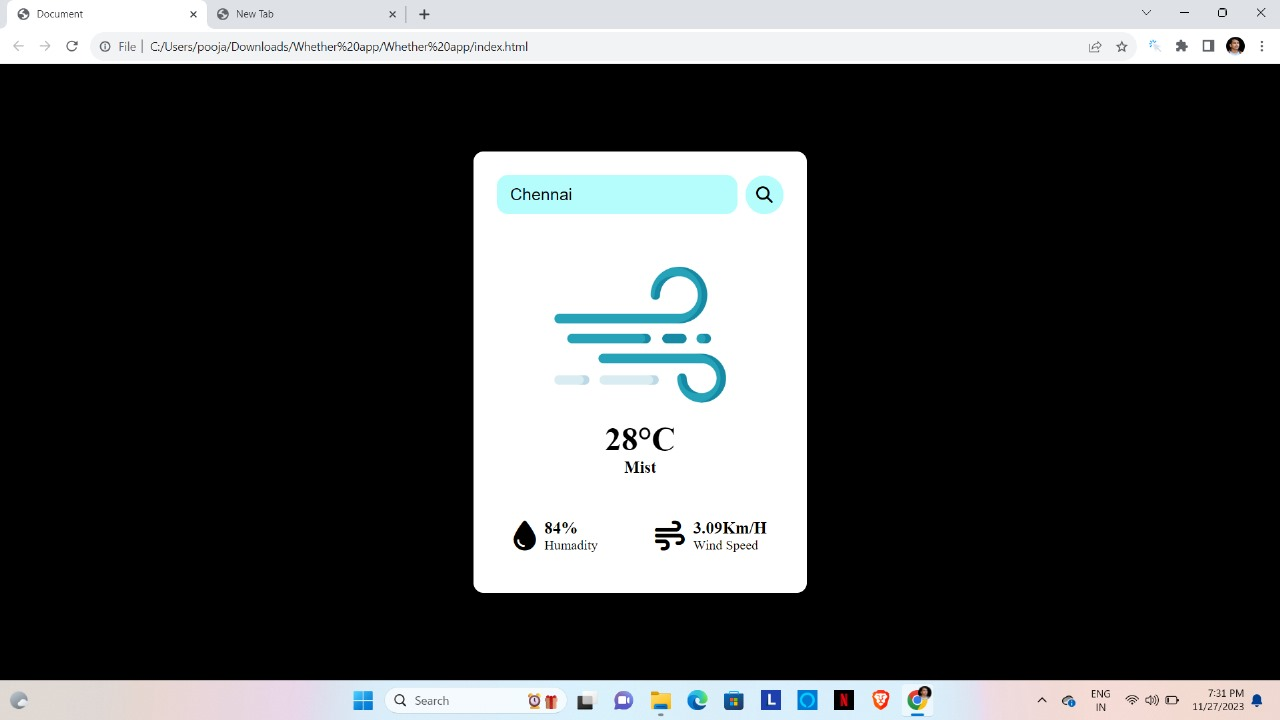 Document
New Tab
File | C:/Users/pooja/Downloads/Whether%20app/Whether%20app/index.html
Chennai
28°C
Mist
84%
Humadity
3.09Km/H
Wind Speed
Search
L
N
ENG
IN
7:31 PM
11/27/2023